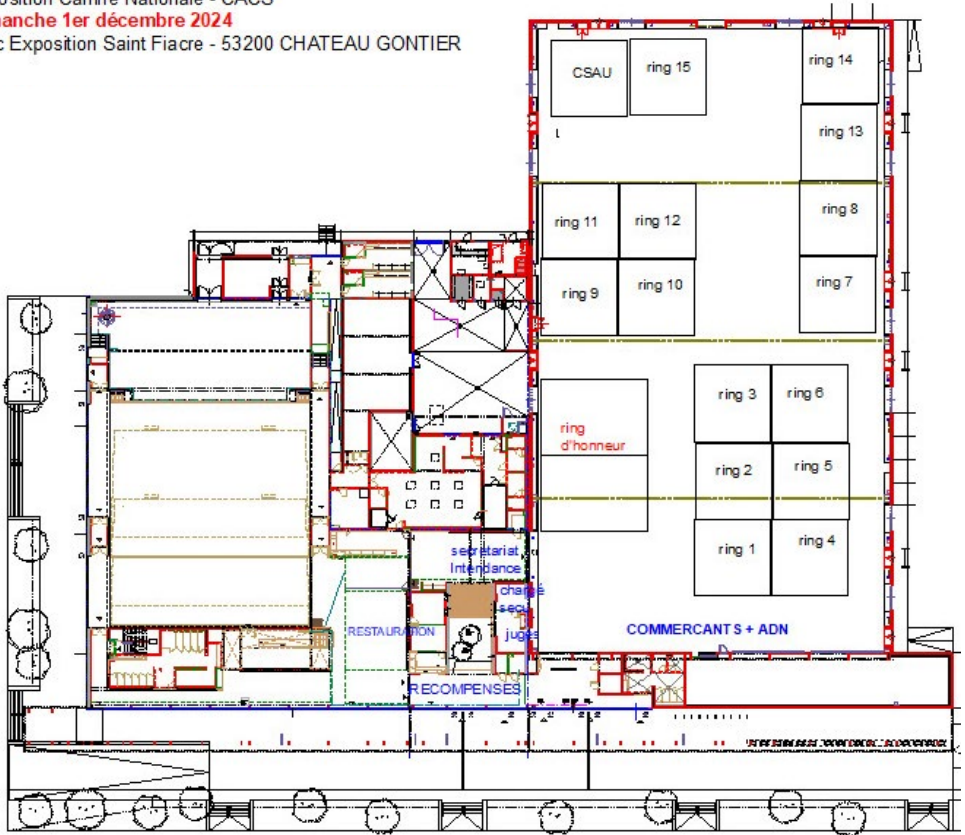 Canine Nationale - CACS
manche 1er décembre 2024
c Exposition Saint Fiacre - 53200 CHATEAU GONTIER
CSAU
ring 15
ring 14
ring 13
ring 11
ring 12
ring 8
ring 9
ring 10
ring 7
ring 3
ring 6
ring
d'honneur
ring 2
ring 5
ring 1
ring 4
secretariat
Intendance
chargé
secu
juges
RESTAURATION
COMMERCANTS + ADN
RECOMPENSES